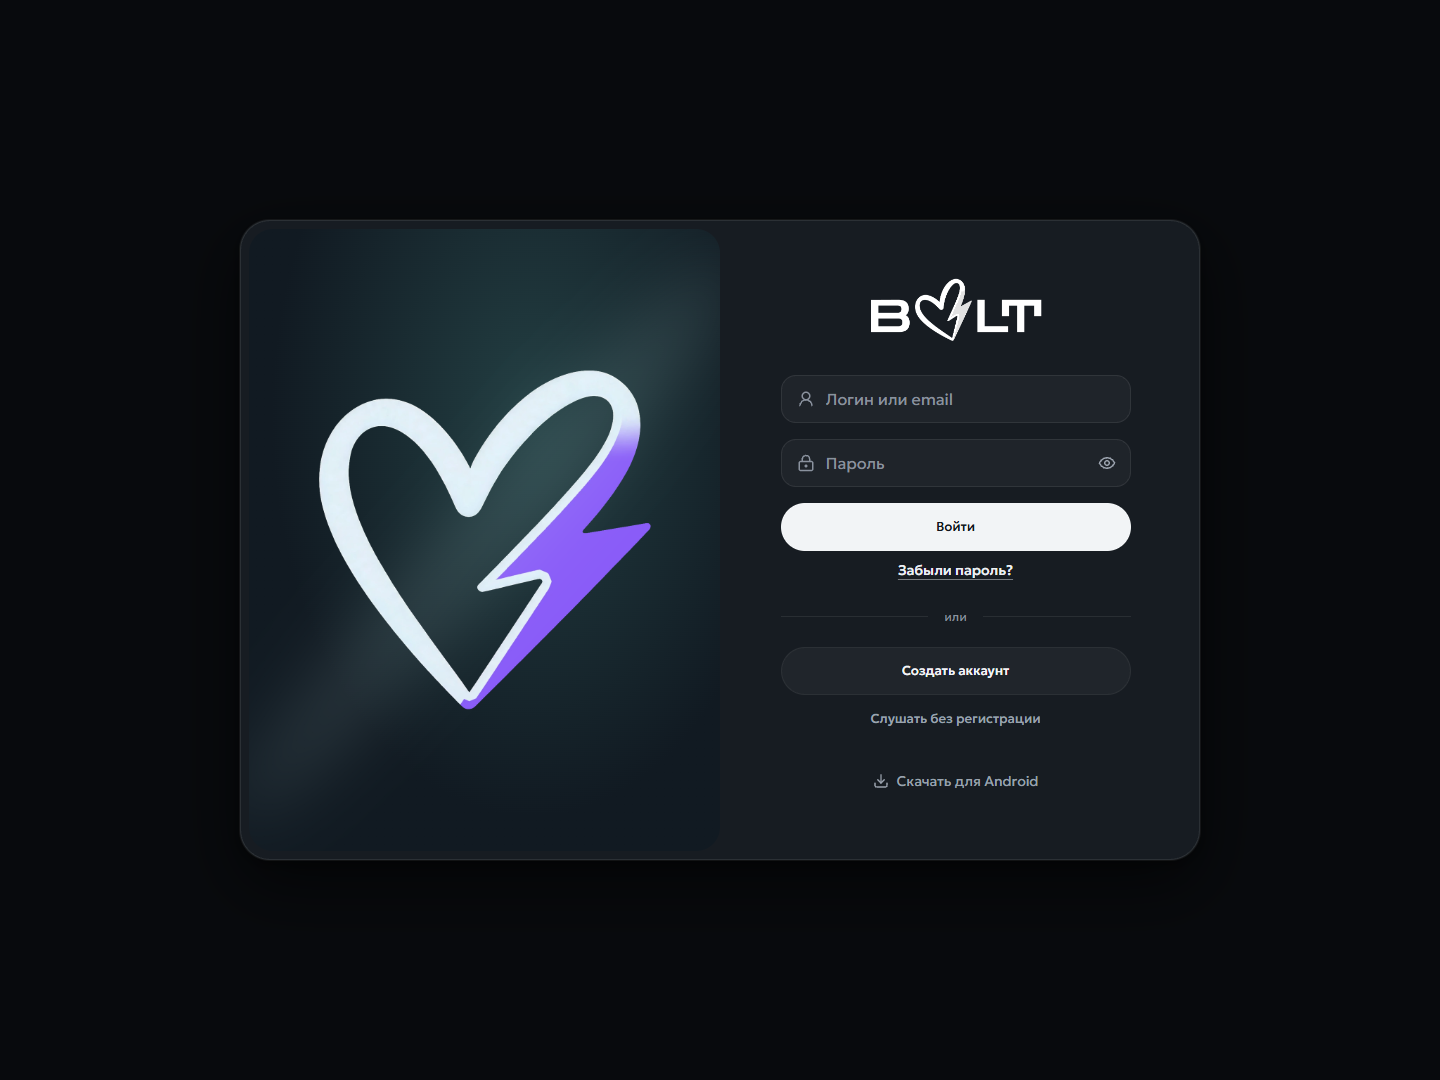 BOLT
Логин или email
Пароль
Войти
Забыли пароль?
или
Создать аккаунт
Слушать без регистрации
Скачать для Android